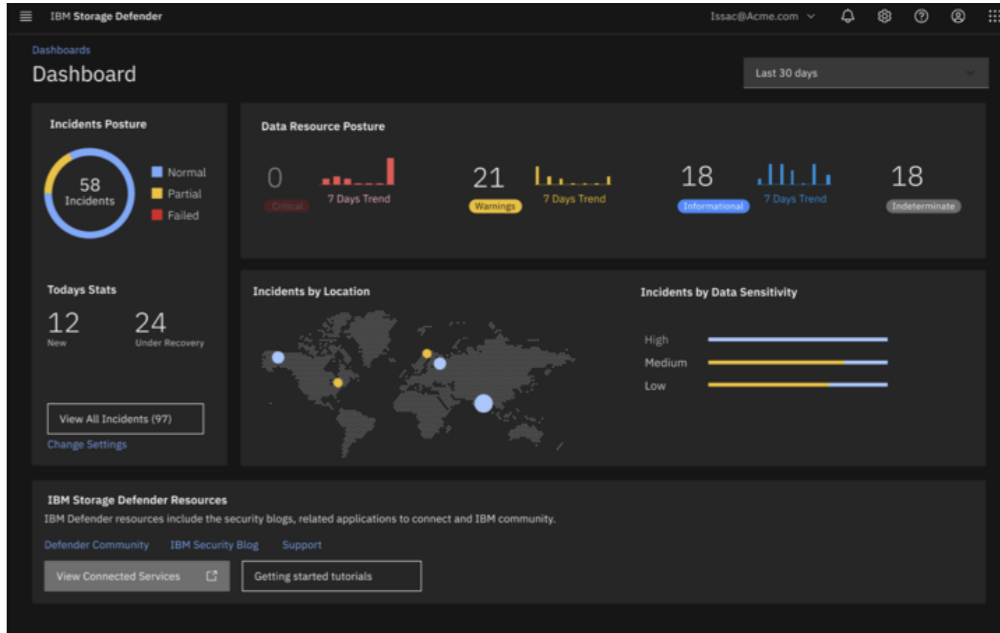 IBM Storage Defender
Issac@Acme.com
Dashboards
Dashboard
Last 30 days
Incidents Posture
58
Incidents
Normal
Partial
Failed
Todays Stats
12
New
24
Under Recovery
View All Incidents (97)
Change Settings
Data Resource Posture
0
Critical
7 Days Trend
21
Warnings
7 Days Trend
18
Informational
7 Days Trend
18
Indeterminate
Incidents by Location
Incidents by Data Sensitivity
High
Medium
Low
IBM Storage Defender Resources
IBM Defender resources include the security blogs, related applications to connect and IBM community.
Defender Community IBM Security Blog Support
View Connected Services
Getting started tutorials